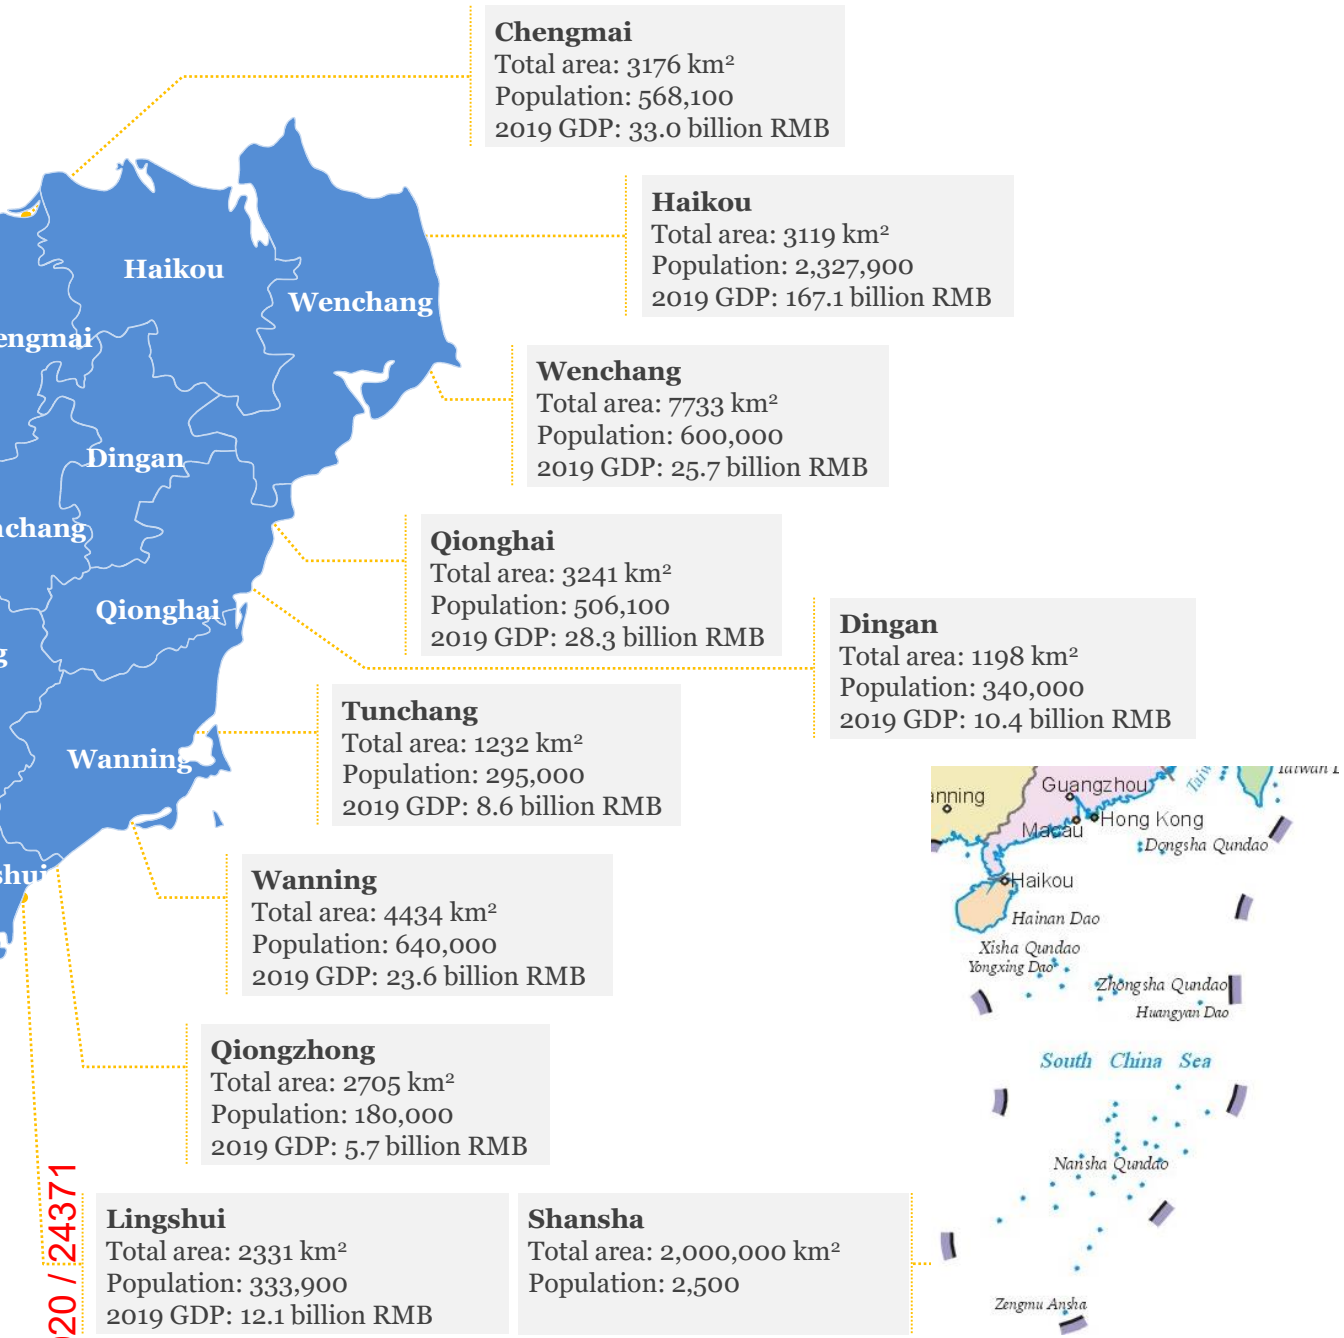 Chengmai
Total area: 3176 km²
Population: 568,100
2019 GDP: 33.0 billion RMB
Haikou
Total area: 3119 km²
Population: 2,327,900
2019 GDP: 167.1 billion RMB
Wenchang
Total area: 7733 km²
Population: 600,000
2019 GDP: 25.7 billion RMB
Qionghai
Total area: 3241 km²
Population: 506,100
2019 GDP: 28.3 billion RMB
Dingan
Total area: 1198 km²
Population: 340,000
2019 GDP: 10.4 billion RMB
Tunchang
Total area: 1232 km²
Population: 295,000
2019 GDP: 8.6 billion RMB
Wanning
Total area: 4434 km²
Population: 640,000
2019 GDP: 23.6 billion RMB
Qiongzhong
Total area: 2705 km²
Population: 180,000
2019 GDP: 5.7 billion RMB
Lingshui
Total area: 2331 km²
Population: 333,900
2019 GDP: 12.1 billion RMB
Shansha
Total area: 2,000,000 km²
Population: 2,500
Haikou
Wenchang
engmai
Dingan
chang
Qionghai
g
Wanning
shui
020 / 24371
anning
Guangzhou
Macau
Hong Kong
Dongsha Qundao
Haikou
Hainan Dao
Xisha Qundao
Yongxing Dao
Zhongsha Qundao
Huangyan Dao
South China Sea
Nansha Qundao
Zengmu Ansha